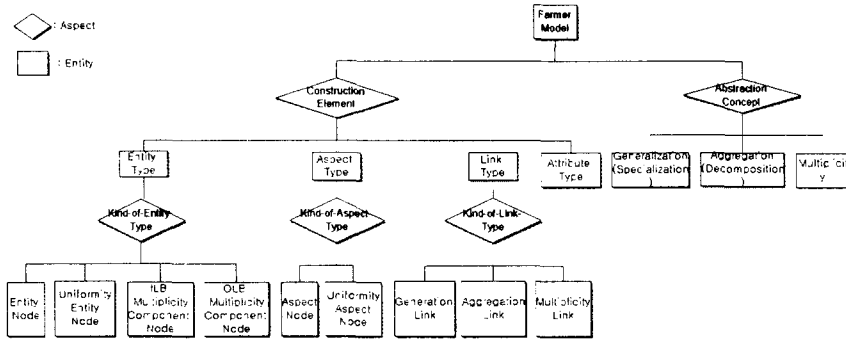 : Aspect
: Entity
Farmer
Model
Construction
Element
Abstraction
Concept
Entity
Type
Aspect
Type
Link
Type
Attribute
Type
Generalization
(Specialization
)
Aggregation
(Decomposition
)
Multiplicit
y
Kind-of-Entity
Type
Kind-of-Aspect
Type
Kind-of-Link-
Type
Entity
Node
Uniformity
Entity
Node
ILB
Multiplicity
Component
Node
OLB
Multiplicity
Component
Node
Aspect
Node
Uniformity
Aspect
Node
Generation
Link
Aggregation
Link
Multiplicity
Link